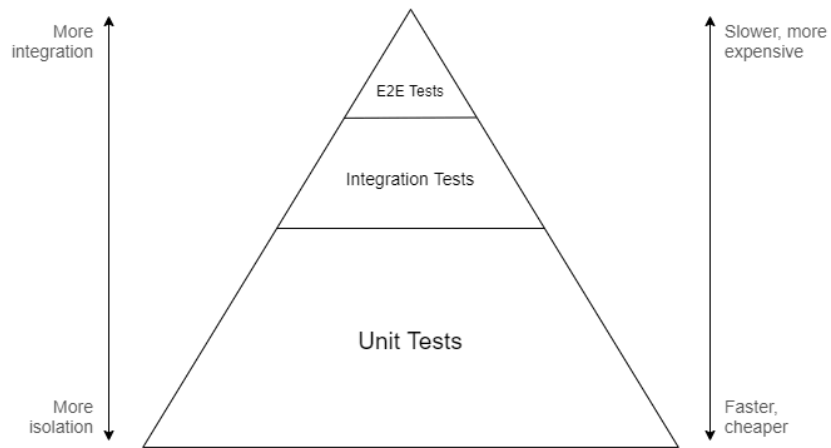 More
integration
Slower, more
expensive
E2E Tests
Integration Tests
Unit Tests
More
isolation
Faster,
cheaper